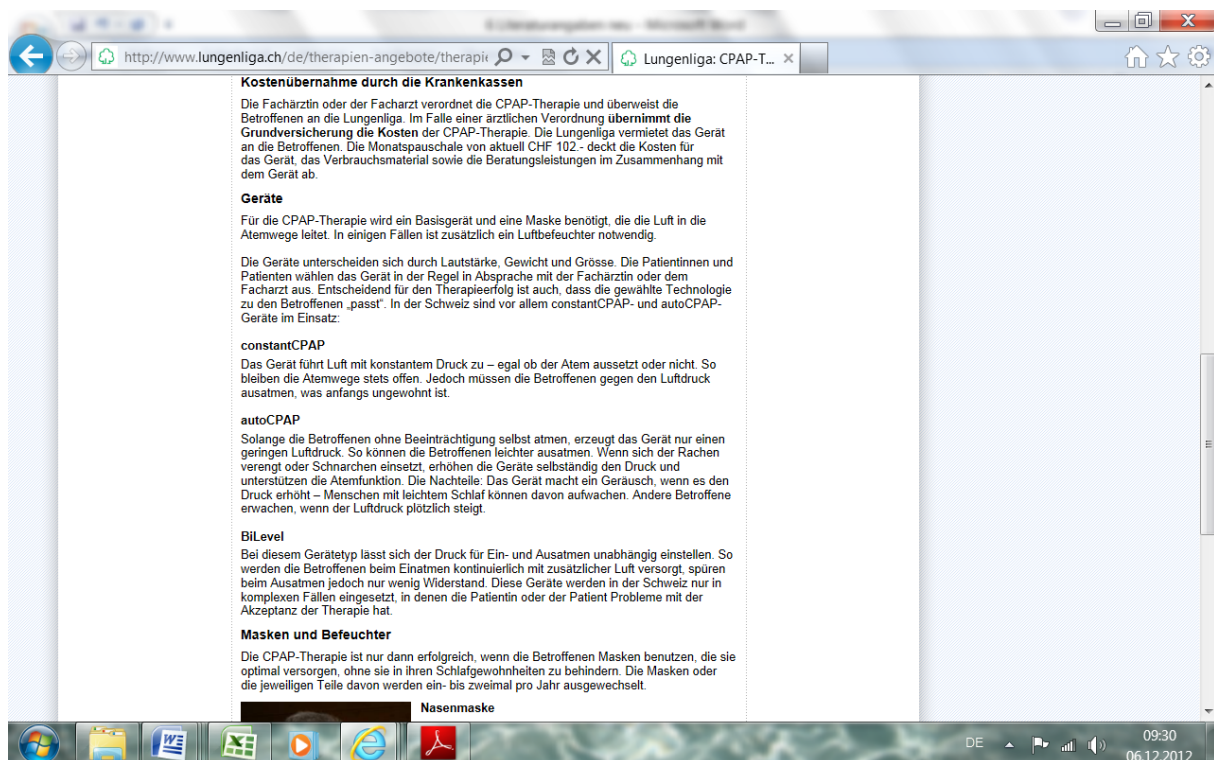 http://www.lungenliga.ch/de/therapien-angebote/therapie
Lungenliga: CPAP-T...
Kostenübernahme durch die Krankenkassen
Die Fachärztin oder der Facharzt verordnet die CPAP-Therapie und überweist die
Betroffenen an die Lungenliga. Im Falle einer ärztlichen Verordnung übernimmt die
Grundversicherung die Kosten der CPAP-Therapie. Die Lungenliga vermietet das Gerät
an die Betroffenen. Die Monatspauschale von aktuell CHF 102.- deckt die Kosten für
das Gerät, das Verbrauchsmaterial sowie die Beratungsleistungen im Zusammenhang mit
dem Gerät ab.
Geräte
Für die CPAP-Therapie wird ein Basisgerät und eine Maske benötigt, die die Luft in die
Atemwege leitet. In einigen Fällen ist zusätzlich ein Luftbefeuchter notwendig.
Die Geräte unterscheiden sich durch Lautstärke, Gewicht und Grösse. Die Patientinnen und
Patienten wählen das Gerät in der Regel in Absprache mit der Fachärztin oder dem
Facharzt aus. Entscheidend für den Therapieerfolg ist auch, dass die gewählte Technologie
zu den Betroffenen „passt". In der Schweiz sind vor allem constantCPAP- und autoCPAP-
Geräte im Einsatz:
constantCPAP
Das Gerät führt Luft mit konstantem Druck zu – egal ob der Atem aussetzt oder nicht. So
bleiben die Atemwege stets offen. Jedoch müssen die Betroffenen gegen den Luftdruck
ausatmen, was anfangs ungewohnt ist.
autoCPAP
Solange die Betroffenen ohne Beeinträchtigung selbst atmen, erzeugt das Gerät nur einen
geringen Luftdruck. So können die Betroffenen leichter ausatmen. Wenn sich der Rachen
verengt oder Schnarchen einsetzt, erhöhen die Geräte selbständig den Druck und
unterstützen die Atemfunktion. Die Nachteile: Das Gerät macht ein Geräusch, wenn es den
Druck erhöht – Menschen mit leichtem Schlaf können davon aufwachen. Andere Betroffene
erwachen, wenn der Luftdruck plötzlich steigt.
BiLevel
Bei diesem Gerätetyp lässt sich der Druck für Ein- und Ausatmen unabhängig einstellen. So
werden die Betroffenen beim Einatmen kontinuierlich mit zusätzlicher Luft versorgt, spüren
beim Ausatmen jedoch nur wenig Widerstand. Diese Geräte werden in der Schweiz nur in
komplexen Fällen eingesetzt, in denen die Patientin oder der Patient Probleme mit der
Akzeptanz der Therapie hat.
Masken und Befeuchter
Die CPAP-Therapie ist nur dann erfolgreich, wenn die Betroffenen Masken benutzen, die sie
optimal versorgen, ohne sie in ihren Schlafgewohnheiten zu behindern. Die Masken oder
die jeweiligen Teile davon werden ein- bis zweimal pro Jahr ausgewechselt.
Nasenmaske
DE
09:30
06.12.2012